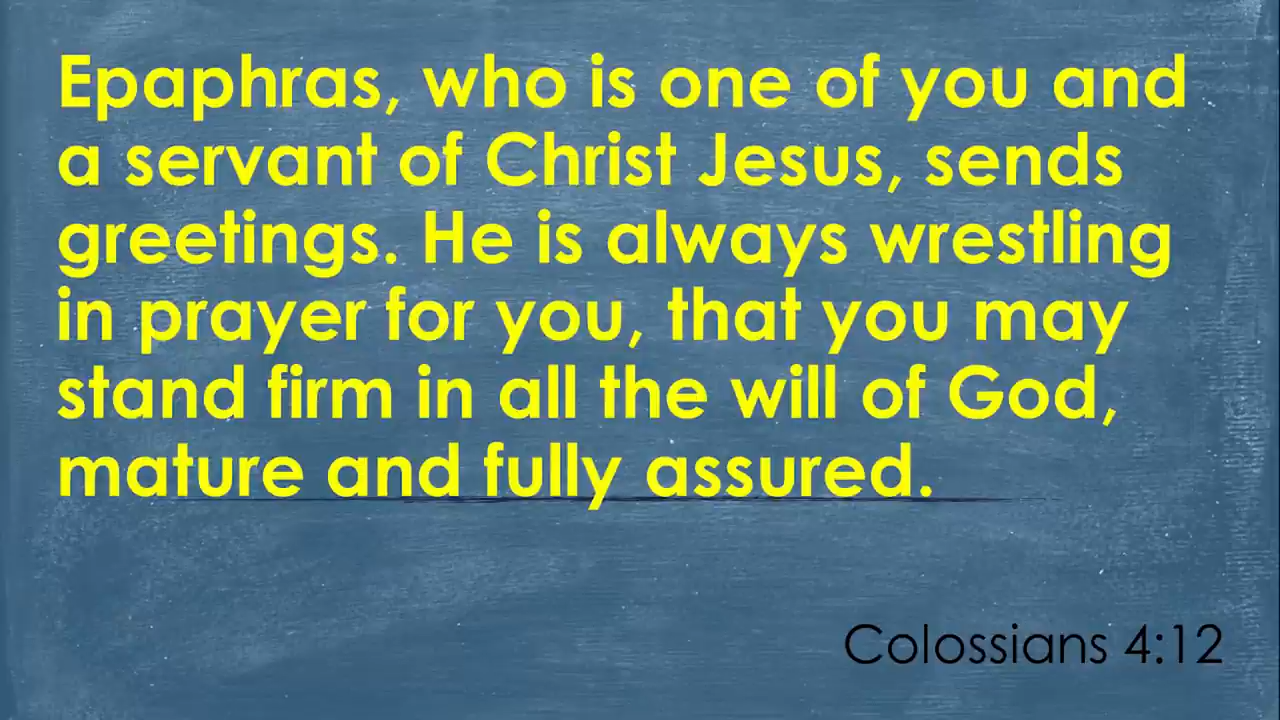 Epaphras, who is one of you and
a servant of Christ Jesus, sends
greetings. He is always wrestling
in prayer for you, that you may
stand firm in all the will of God,
mature and fully assured.
Colossians 4:12